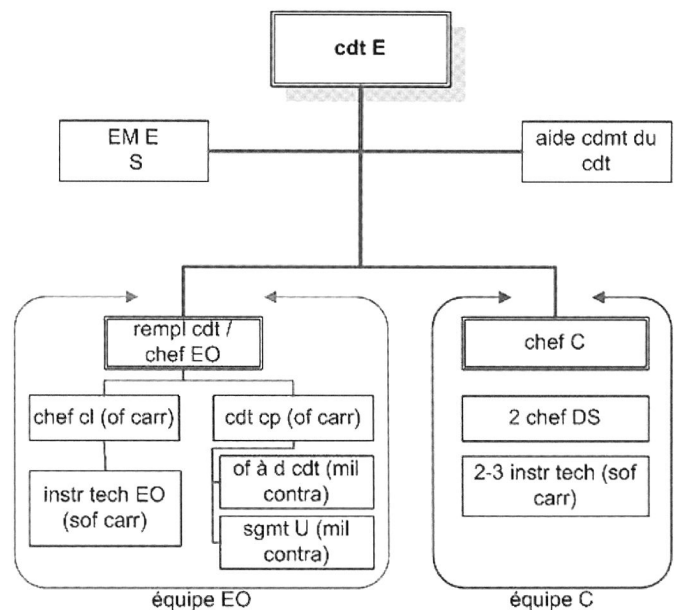 cdt E
EM E
S
aide cdmt du
cdt
rempl cdt /
chef EO
chef C
chef cl (of carr)
cdt cp (of carr)
2 chef DS
instr tech EO
(sof carr)
of à d cdt (mil
contra)
2-3 instr tech (sof
carr)
sgmt U (mil
contra)
équipe EO
équipe C